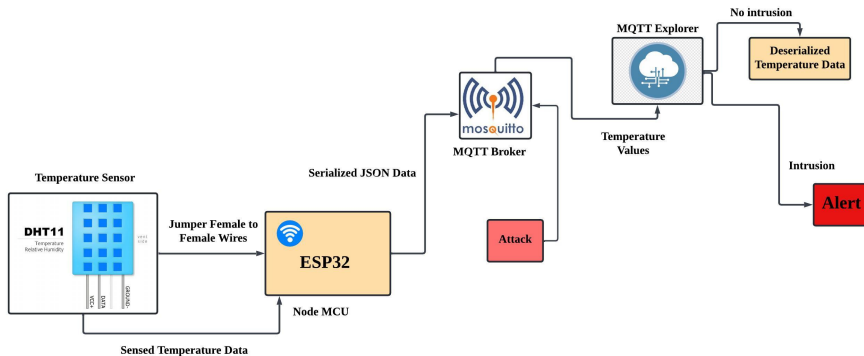 No intrusion
MQTT Explorer
Deserialized
Temperature Data
mosquitto
MQTT Broker
Temperature
Values
Serialized JSON Data
Intrusion
Temperature Sensor
Alert
DHT11
Temperature
Relative Humidity
Jumper Female to
Female Wires
Attack
ESP32
VCC+
DATA
GROUND-
Node MCU
Sensed Temperature Data